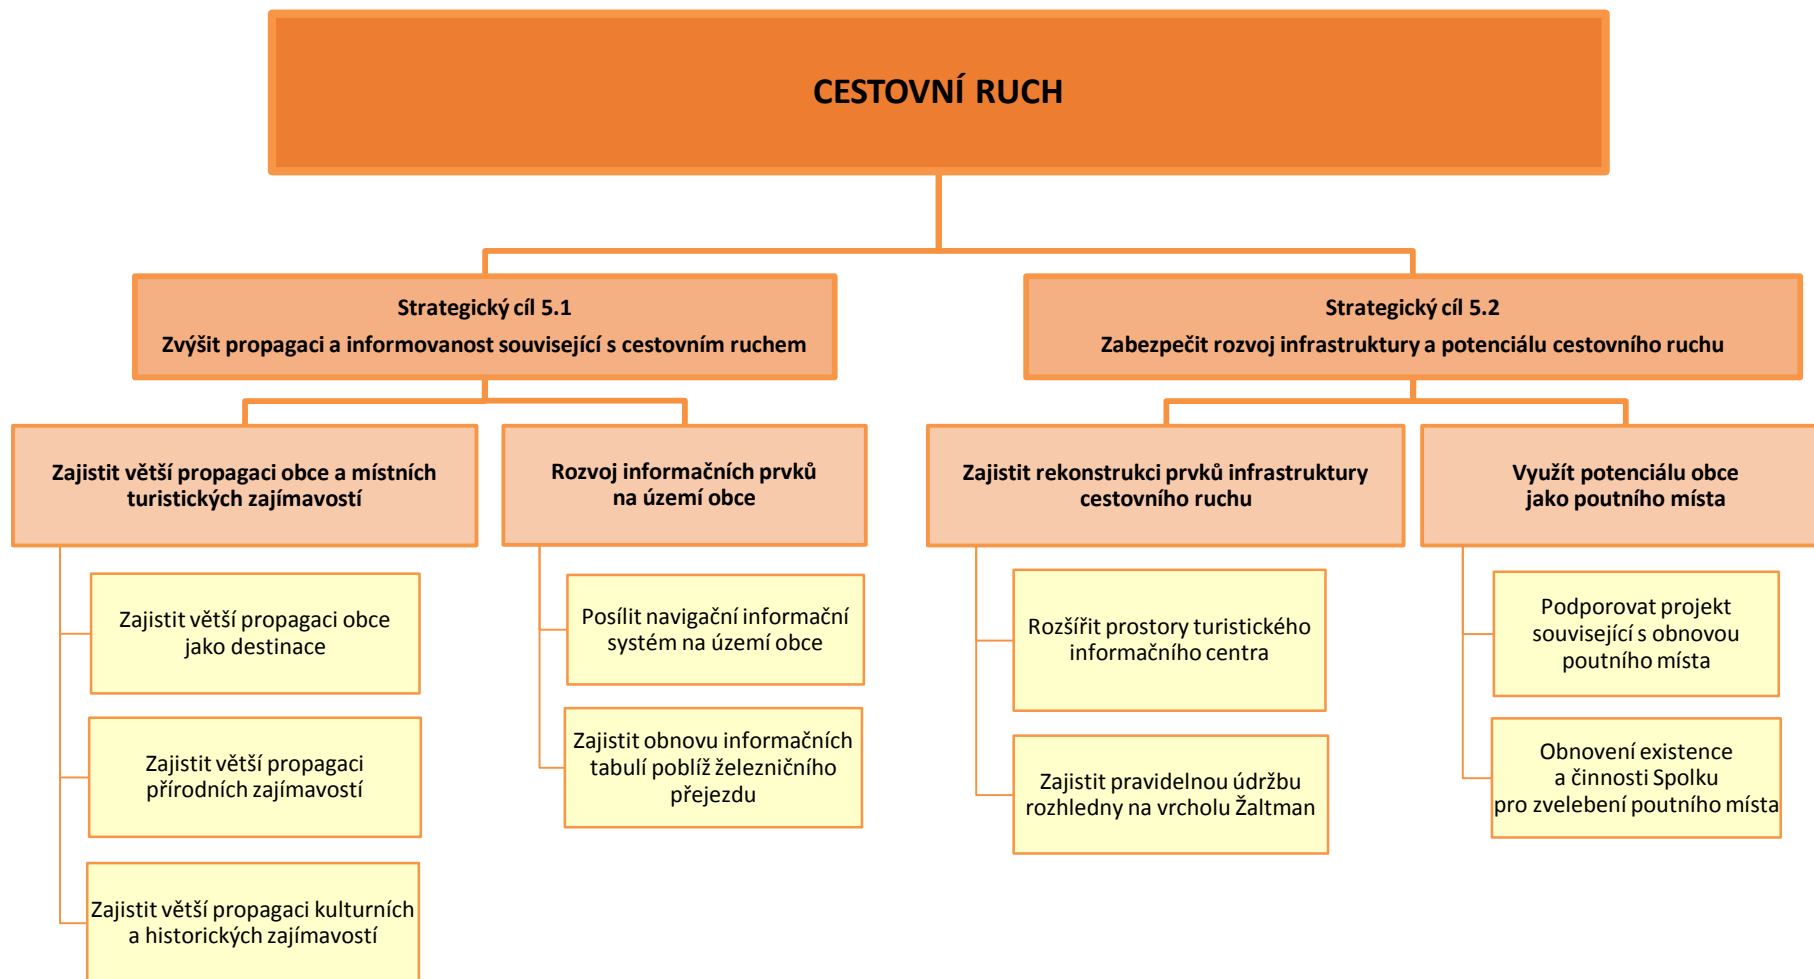 CESTOVNÍ RUCH
Strategický cíl 5.1
Zvýšit propagaci a informovanost související s cestovním ruchem
Strategický cíl 5.2
Zabezpečit rozvoj infrastruktury a potenciálu cestovního ruchu
Zajistit větší propagaci obce a místních
turistických zajímavostí
Rozvoj informačních prvků
na území obce
Zajistit rekonstrukci prvků infrastruktury
cestovního ruchu
Využít potenciálu obce
jako poutního místa
Zajistit větší propagaci obce
jako destinace
Zajistit větší propagaci
přírodních zajímavostí
Zajistit větší propagaci kulturních
a historických zajímavostí
Posílit navigační informační
systém na území obce
Zajistit obnovu informačních
tabulí poblíž železničního
přejezdu
Rozšířit prostory turistického
informačního centra
Zajistit pravidelnou údržbu
rozhledny na vrcholu Žaltman
Podporovat projekt
související s obnovou
poutního místa
Obnovení existence
a činnosti Spolku
pro zvelebení poutního místa